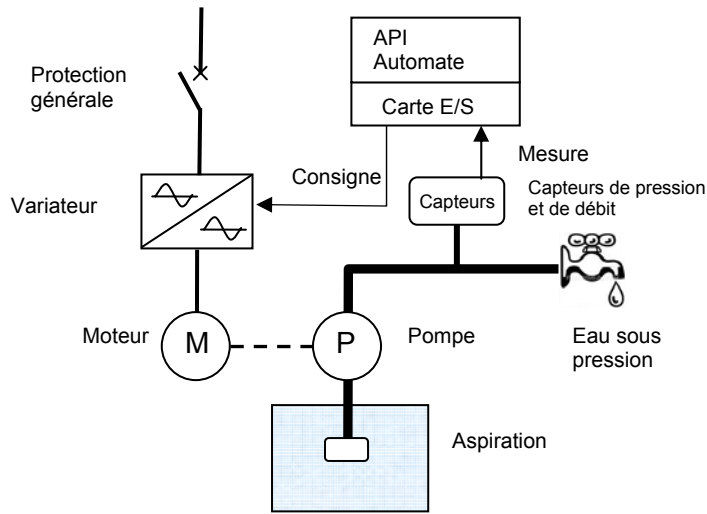 API
Automate
Carte E/S
Protection
générale
Mesure
Consigne
Capteurs
Capteurs de pression
et de débit
Variateur
Moteur
M
P
Pompe
Eau sous
pression
Aspiration